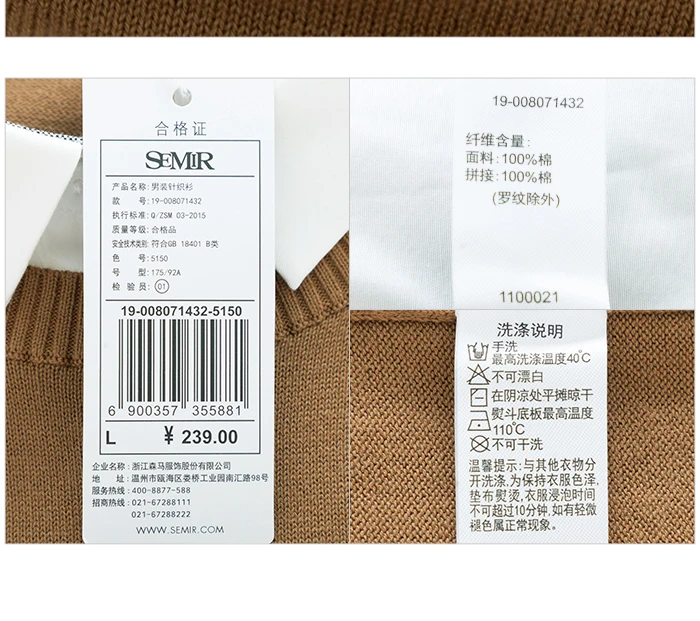 合格证
SEMIR
产品名称: 男装针织衫
款 号: 19-008071432
执行标准: Q/ZSM 03-2015
质量等级: 合格品
安全技术类别: 符合GB 18401 B类
色 号: 5150
号 型: 175/92A
检 验 员: 01
19-008071432-5150
6 900357 355881
L ¥ 239.00
企业名称: 浙江森马服饰股份有限公司
地 址: 温州市瓯海区娄桥工业园南汇路98号
服务热线: 400-8877-588
招商热线: 021-67288111
021-67288222
WWW.SEMIR.COM
19-008071432
纤维含量:
面料: 100%棉
拼接: 100%棉
(罗纹除外)
1100021
洗涤说明
手洗
最高洗涤温度40℃
不可漂白
在阴凉处平摊晾干
熨斗底板最高温度
110℃
不可干洗
温馨提示: 与其他衣物分
开洗涤, 为保持衣服色泽,
垫布熨烫, 衣服浸泡时间
不可超过10分钟, 如有轻微
褪色属正常现象。